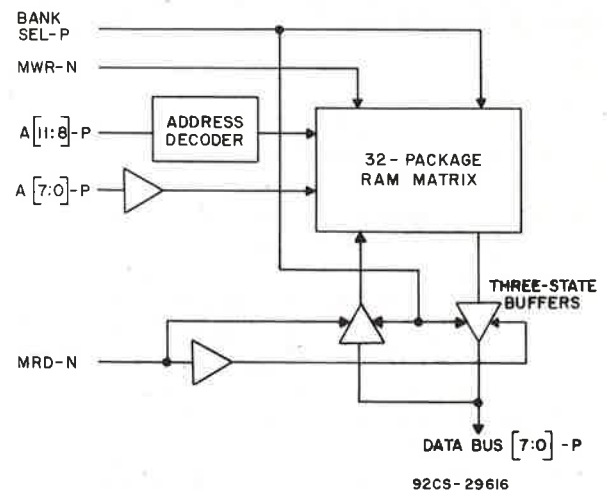 BANK
SEL-P
MWR-N
A[11:8]-P
ADDRESS
DECODER
32-PACKAGE
RAM MATRIX
A [7:0]-P
THREE-STATE
BUFFERS
MRD-N
DATA BUS [7:0] -P
92CS-29616